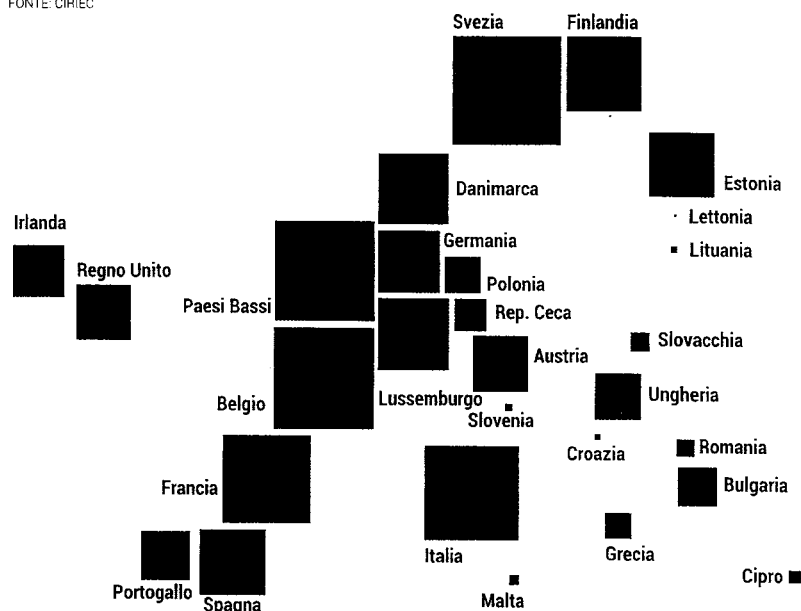 FONTE: CIRIEC
Svezia
Finlandia
Danimarca
Estonia
Lettonia
Irlanda
Germania
Lituania
Regno Unito
Polonia
Paesi Bassi
Rep. Ceca
Slovacchia
Austria
Belgio
Lussemburgo
Ungheria
Slovenia
Croazia
Romania
Francia
Bulgaria
Italia
Grecia
Cipro
Portogallo
Spagna
Malta